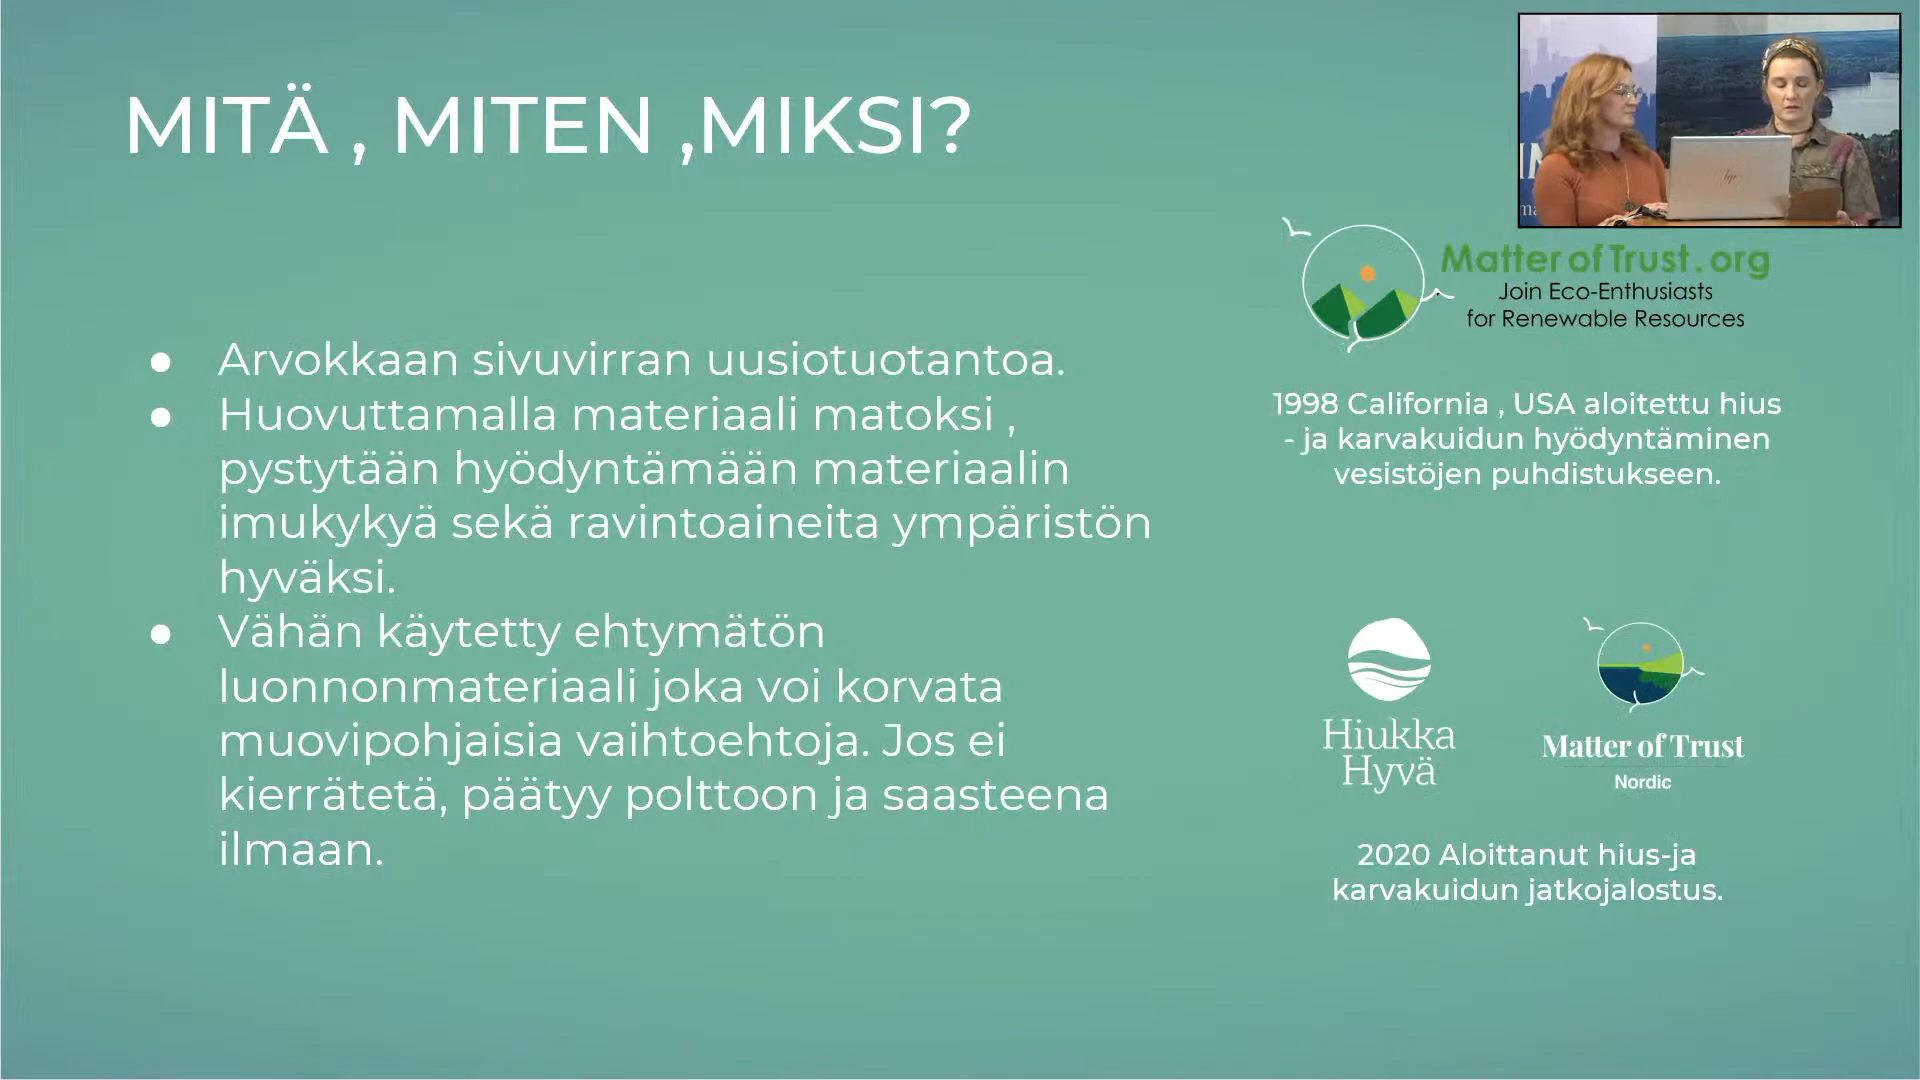 MITÄ , MITEN ,MIKSI?
● Arvokkaan sivuvirran uusiotuotantoa.
● Huovuttamalla materiaali matoksi ,
pystytään hyödyntämään materiaalin
imukykyä sekä ravintoaineita ympäristön
hyväksi.
● Vähän käytetty ehtymätön
luonnonmateriaali joka voi korvata
muovipohjaisia vaihtoehtoja. Jos ei
kierrätetä, päätyy polttoon ja saasteena
ilmaan.
hp
Matter of Trust . org
Join Eco-Enthusiasts
for Renewable Resources
1998 California , USA aloitettu hius
- ja karvakuidun hyödyntäminen
vesistöjen puhdistukseen.
Hiukka
Hyvä
Matter of Trust
Nordic
2020 Aloittanut hius-ja
karvakuidun jatkojalostus.